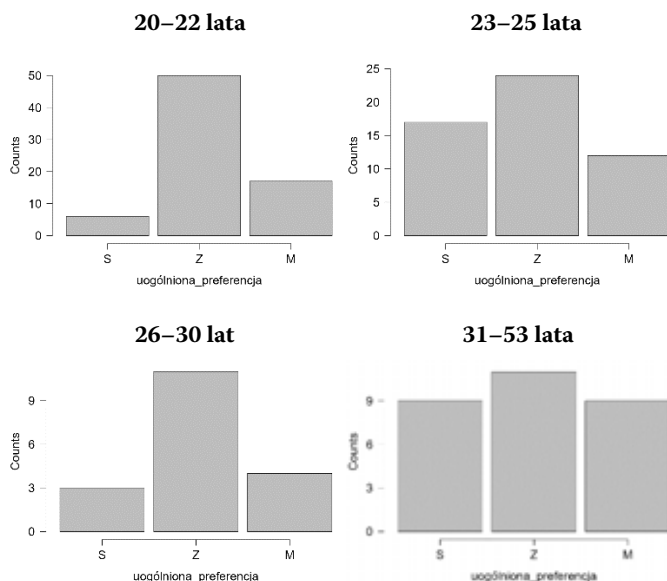 20–22 lata
50
40
30
20
10
0
Counts
S Z M
uogólniona_preferencja
23–25 lata
25
20
15
10
5
0
Counts
S Z M
uogólniona_preferencja
26–30 lat
9
6
3
0
Counts
S Z M
uogólniona_preferencja
31–53 lata
9
6
3
0
Counts
S Z M
uogólniona_preferencja